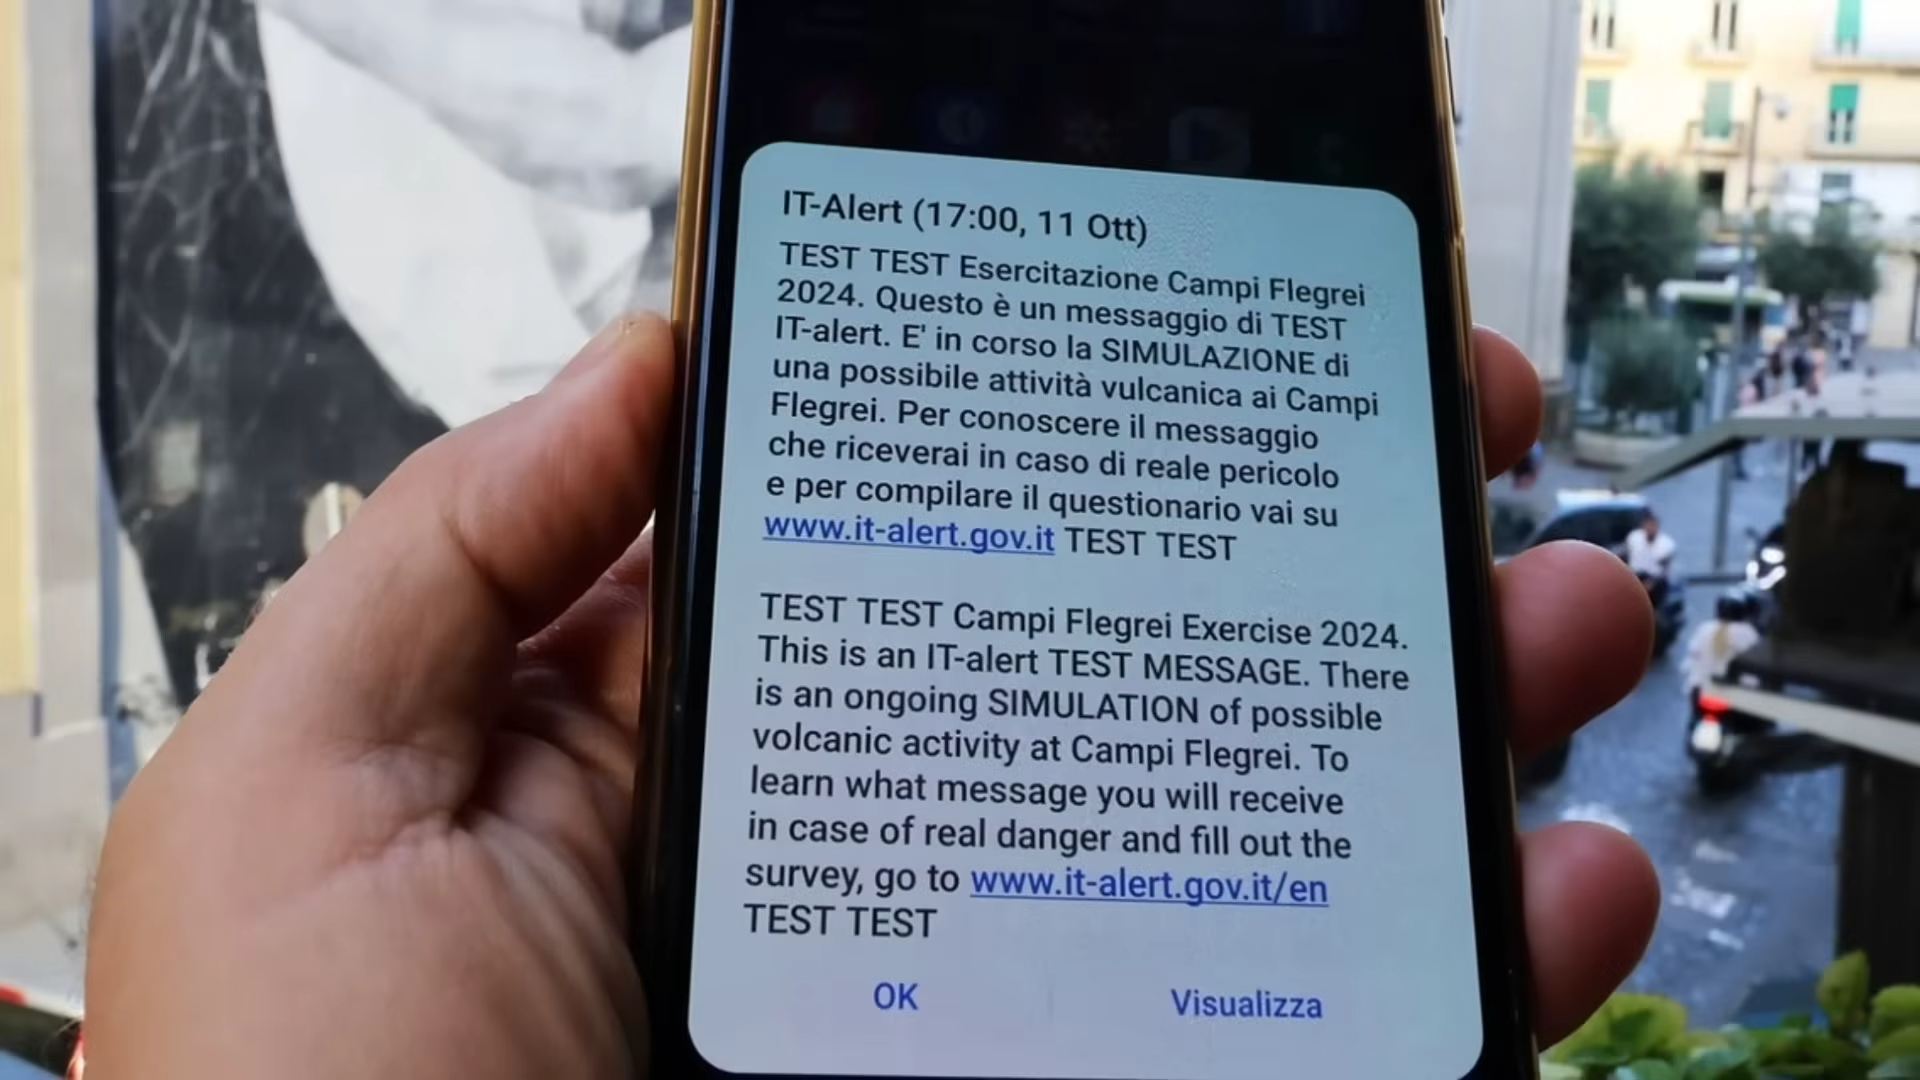 IT-Alert (17:00, 11 Ott)
TEST TEST Esercitazione Campi Flegrei
2024. Questo è un messaggio di TEST
IT-alert. E' in corso la SIMULAZIONE di
una possibile attività vulcanica ai Campi
Flegrei. Per conoscere il messaggio
che riceverai in caso di reale pericolo
e per compilare il questionario vai su
www.it-alert.gov.it TEST TEST
TEST TEST Campi Flegrei Exercise 2024.
This is an IT-alert TEST MESSAGE. There
is an ongoing SIMULATION of possible
volcanic activity at Campi Flegrei. To
learn what message you will receive
in case of real danger and fill out the
survey, go to www.it-alert.gov.it/en
TEST TEST
OK Visualizza